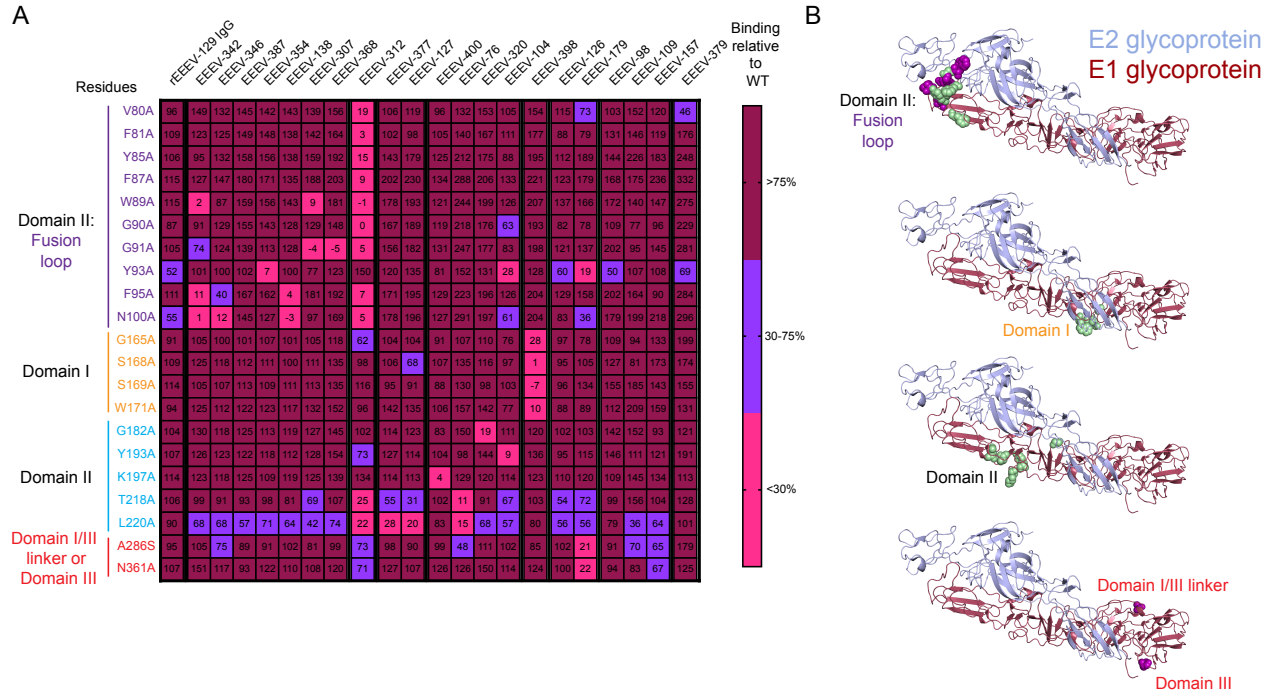 A
B
rEEEV-129 IgG
EEEV-342
EEEV-346
EEEV-387
EEEV-354
EEEV-138
EEEV-307
EEEV-368
EEEV-312
EEEV-377
EEEV-127
EEEV-400
EEEV-76
EEEV-320
EEEV-104
EEEV-398
EEEV-126
EEEV-179
EEEV-98
EEEV-109
EEEV-157
EEEV-379
Residues
V80A 96 149 132 145 142 143 139 156 19 106 119 96 132 153 105 154 115 73 103 152 120 46
F81A 109 123 125 149 148 138 142 164 3 102 98 105 140 167 111 177 88 79 131 146 119 176
Y85A 106 95 132 158 156 138 159 192 15 143 179 125 212 175 88 195 112 189 144 226 183 248
F87A 115 127 147 180 171 135 188 203 9 202 230 134 288 206 133 221 123 205 168 175 236 332
W89A 115 2 87 159 156 143 9 181 -1 178 193 121 244 199 126 207 137 166 172 140 147 275
G90A 87 91 129 155 143 128 129 148 0 167 189 119 218 176 63 193 82 78 109 77 96 229
G91A 105 74 124 139 113 128 -4 -5 5 156 182 131 247 177 83 198 121 137 202 95 145 281
Y93A 52 101 100 102 7 100 77 123 150 120 135 81 152 131 28 128 60 19 50 107 108 69
F95A 111 11 40 167 162 4 181 192 7 171 195 129 223 196 126 204 129 158 202 164 90 284
N100A 55 1 12 145 127 -3 97 169 5 178 196 127 291 197 61 204 83 36 179 199 218 296
G165A 91 105 100 101 107 101 105 118 62 104 104 91 107 110 76 28 97 78 109 94 133 199
S168A 109 125 118 112 111 100 111 135 98 106 68 107 135 116 97 1 95 105 127 81 173 174
S169A 114 105 107 113 109 111 113 135 116 95 91 88 130 98 103 -7 96 134 155 185 143 155
W171A 94 125 112 122 123 117 132 156 96 142 135 106 157 142 77 10 88 89 112 209 159 131
G182A 104 130 118 125 113 119 127 145 102 114 123 83 150 19 111 120 102 103 142 152 93 121
Y193A 107 126 123 122 114 111 128 158 73 127 114 104 98 144 9 136 95 115 146 121 151 191
K197A 114 123 118 125 112 110 128 139 134 113 114 4 129 100 90 116 110 120 109 145 134 113
T218A 106 99 91 93 98 81 69 107 25 55 31 102 11 91 67 103 54 72 99 156 104 128
L220A 90 68 68 57 71 64 42 74 22 28 20 83 15 68 57 80 56 56 79 36 64 101
A286S 95 105 75 89 91 102 81 99 73 98 90 99 48 111 102 85 102 21 91 70 65 179
N361A 107 151 117 93 122 110 108 120 71 127 107 126 126 150 114 124 100 22 94 83 67 125
Domain II:
Fusion
loop
Domain I
Domain II
Domain I/III
linker or
Domain III
Binding
relative
to
WT
>75%
30-75%
<30%
E2 glycoprotein
E1 glycoprotein
Domain II:
Fusion
loop
Domain I
Domain II
Domain I/III linker
Domain III